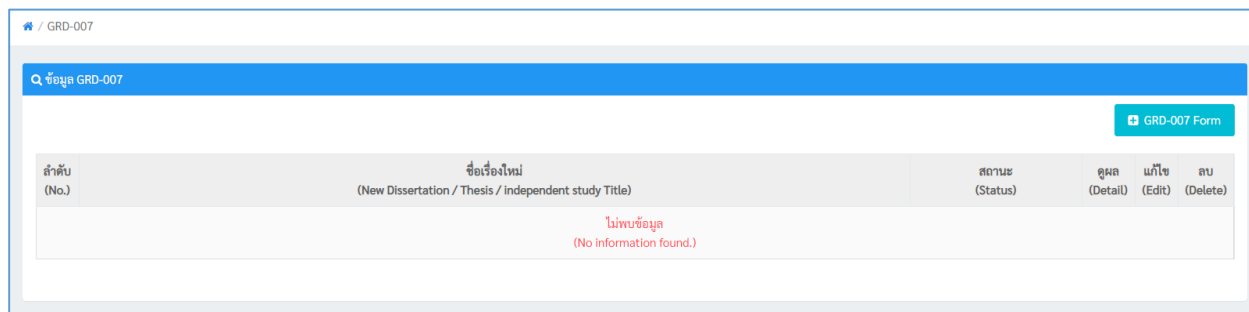 / GRD-007
ข้อมูล GRD-007
GRD-007 Form
ลำดับ ชื่อเรื่องใหม่ สถานะ ดูผล แก้ไข ลบ
(No.) (New Dissertation / Thesis / independent study Title) (Status) (Detail) (Edit) (Delete)
ไม่พบข้อมูล
(No information found.)